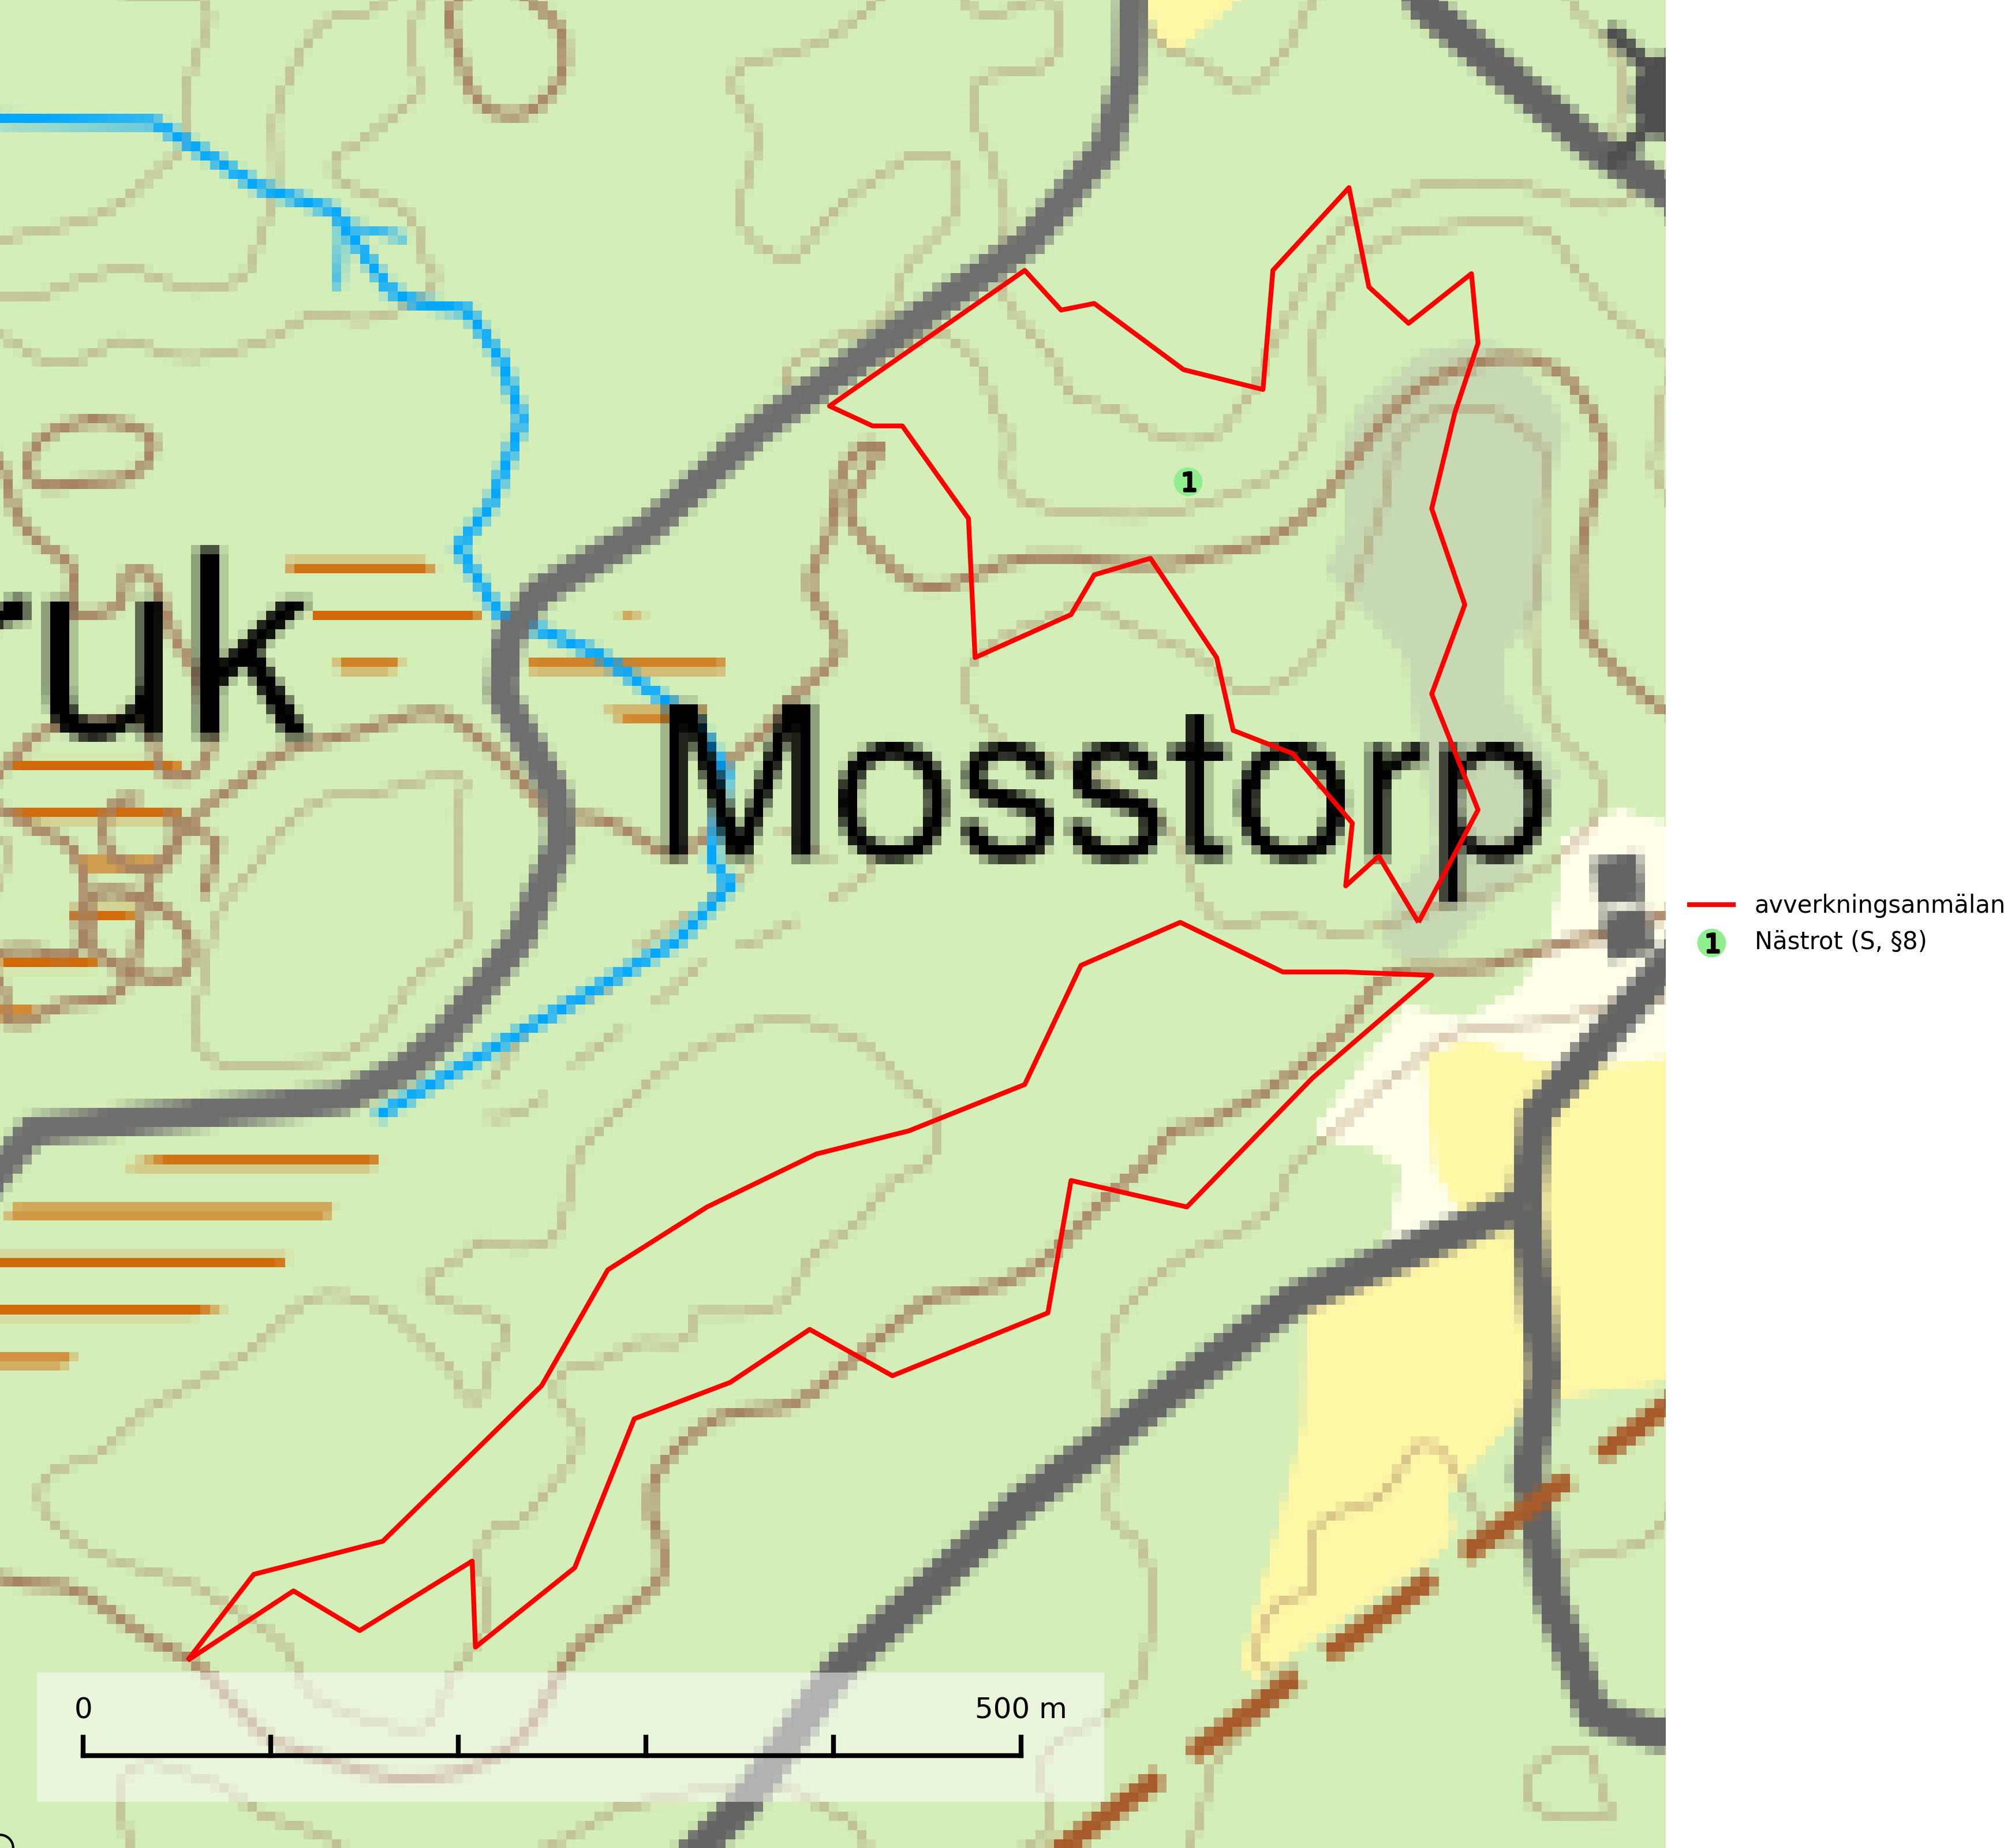 1
ruk
Mosstorp
avverkningsanmälan
1 Nästrot (S, §8)
0 500 m